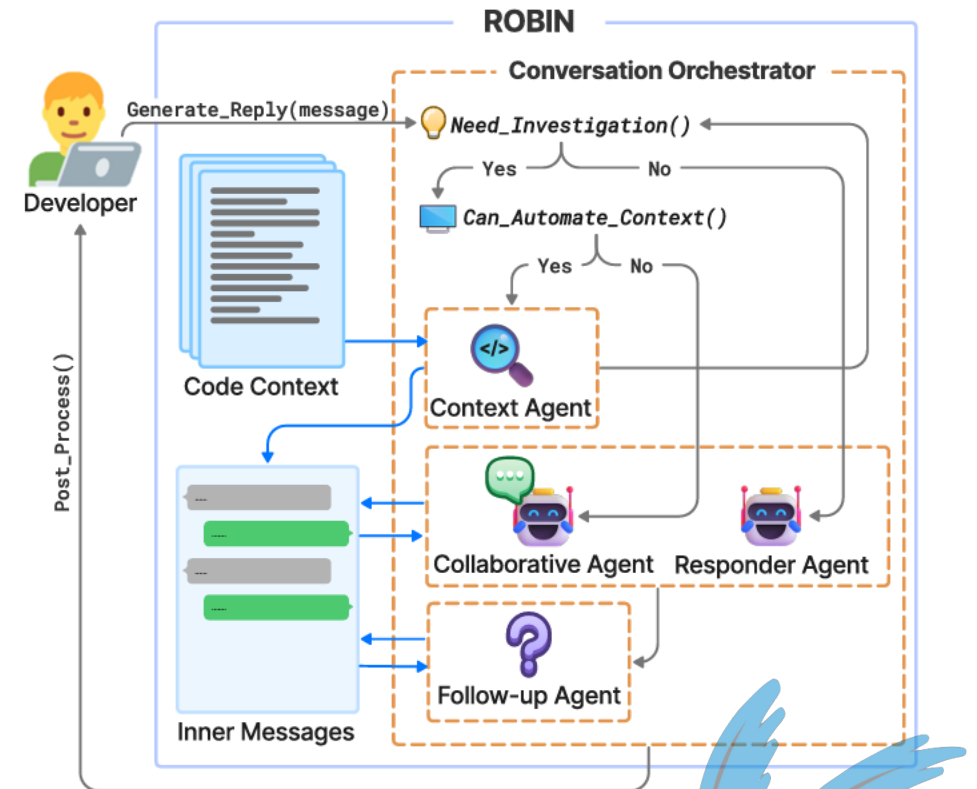 ROBIN
Conversation Orchestrator
Generate_Reply(message)
Need_Investigation()
Yes
No
Developer
Can_Automate_Context()
Yes
No
</>
Code Context
Context Agent
Post_Process()
Collaborative Agent
Responder Agent
Follow-up Agent
Inner Messages